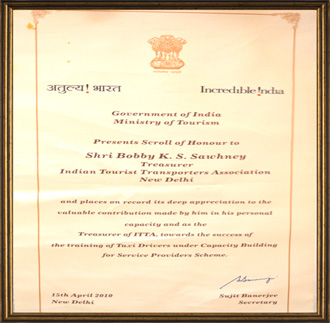 अतुल्य! भारत Incredible !ndia
Government of India
Ministry of Tourism
Presents Scroll of Honour to
Shri Bobby K. S. Sawhney
Treasurer
Indian Tourist Transporters Association
New Delhi
and places on record its deep appreciation to the
valuable contribution made by him in his personal
capacity and as the
Treasurer of ITTA, towards the success of
the training of Taxi Drivers under Capacity Building
for Service Providers Scheme.
15th April 2010 Sujit Banerjee
New Delhi Secretary